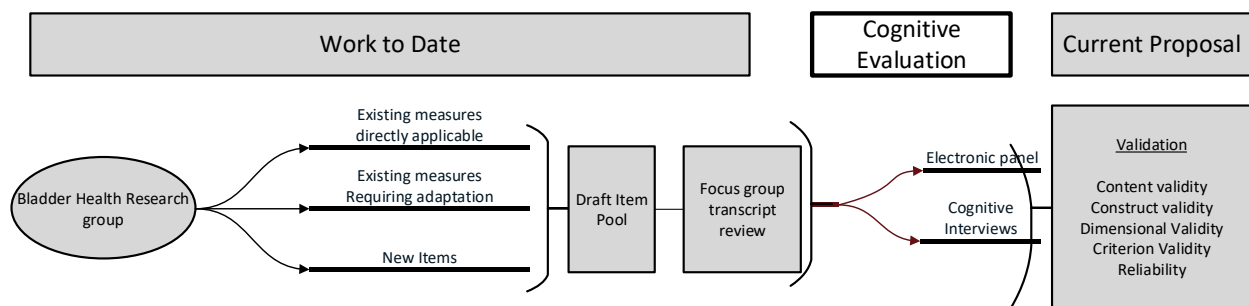 Work to Date
Cognitive
Evaluation
Current Proposal
Bladder Health Research
group
Existing measures
directly applicable
Existing measures
Requiring adaptation
New Items
Draft Item
Pool
Focus group
transcript
review
Electronic panel
Cognitive
Interviews
Validation
Content validity
Construct validity
Dimensional Validity
Criterion Validity
Reliability